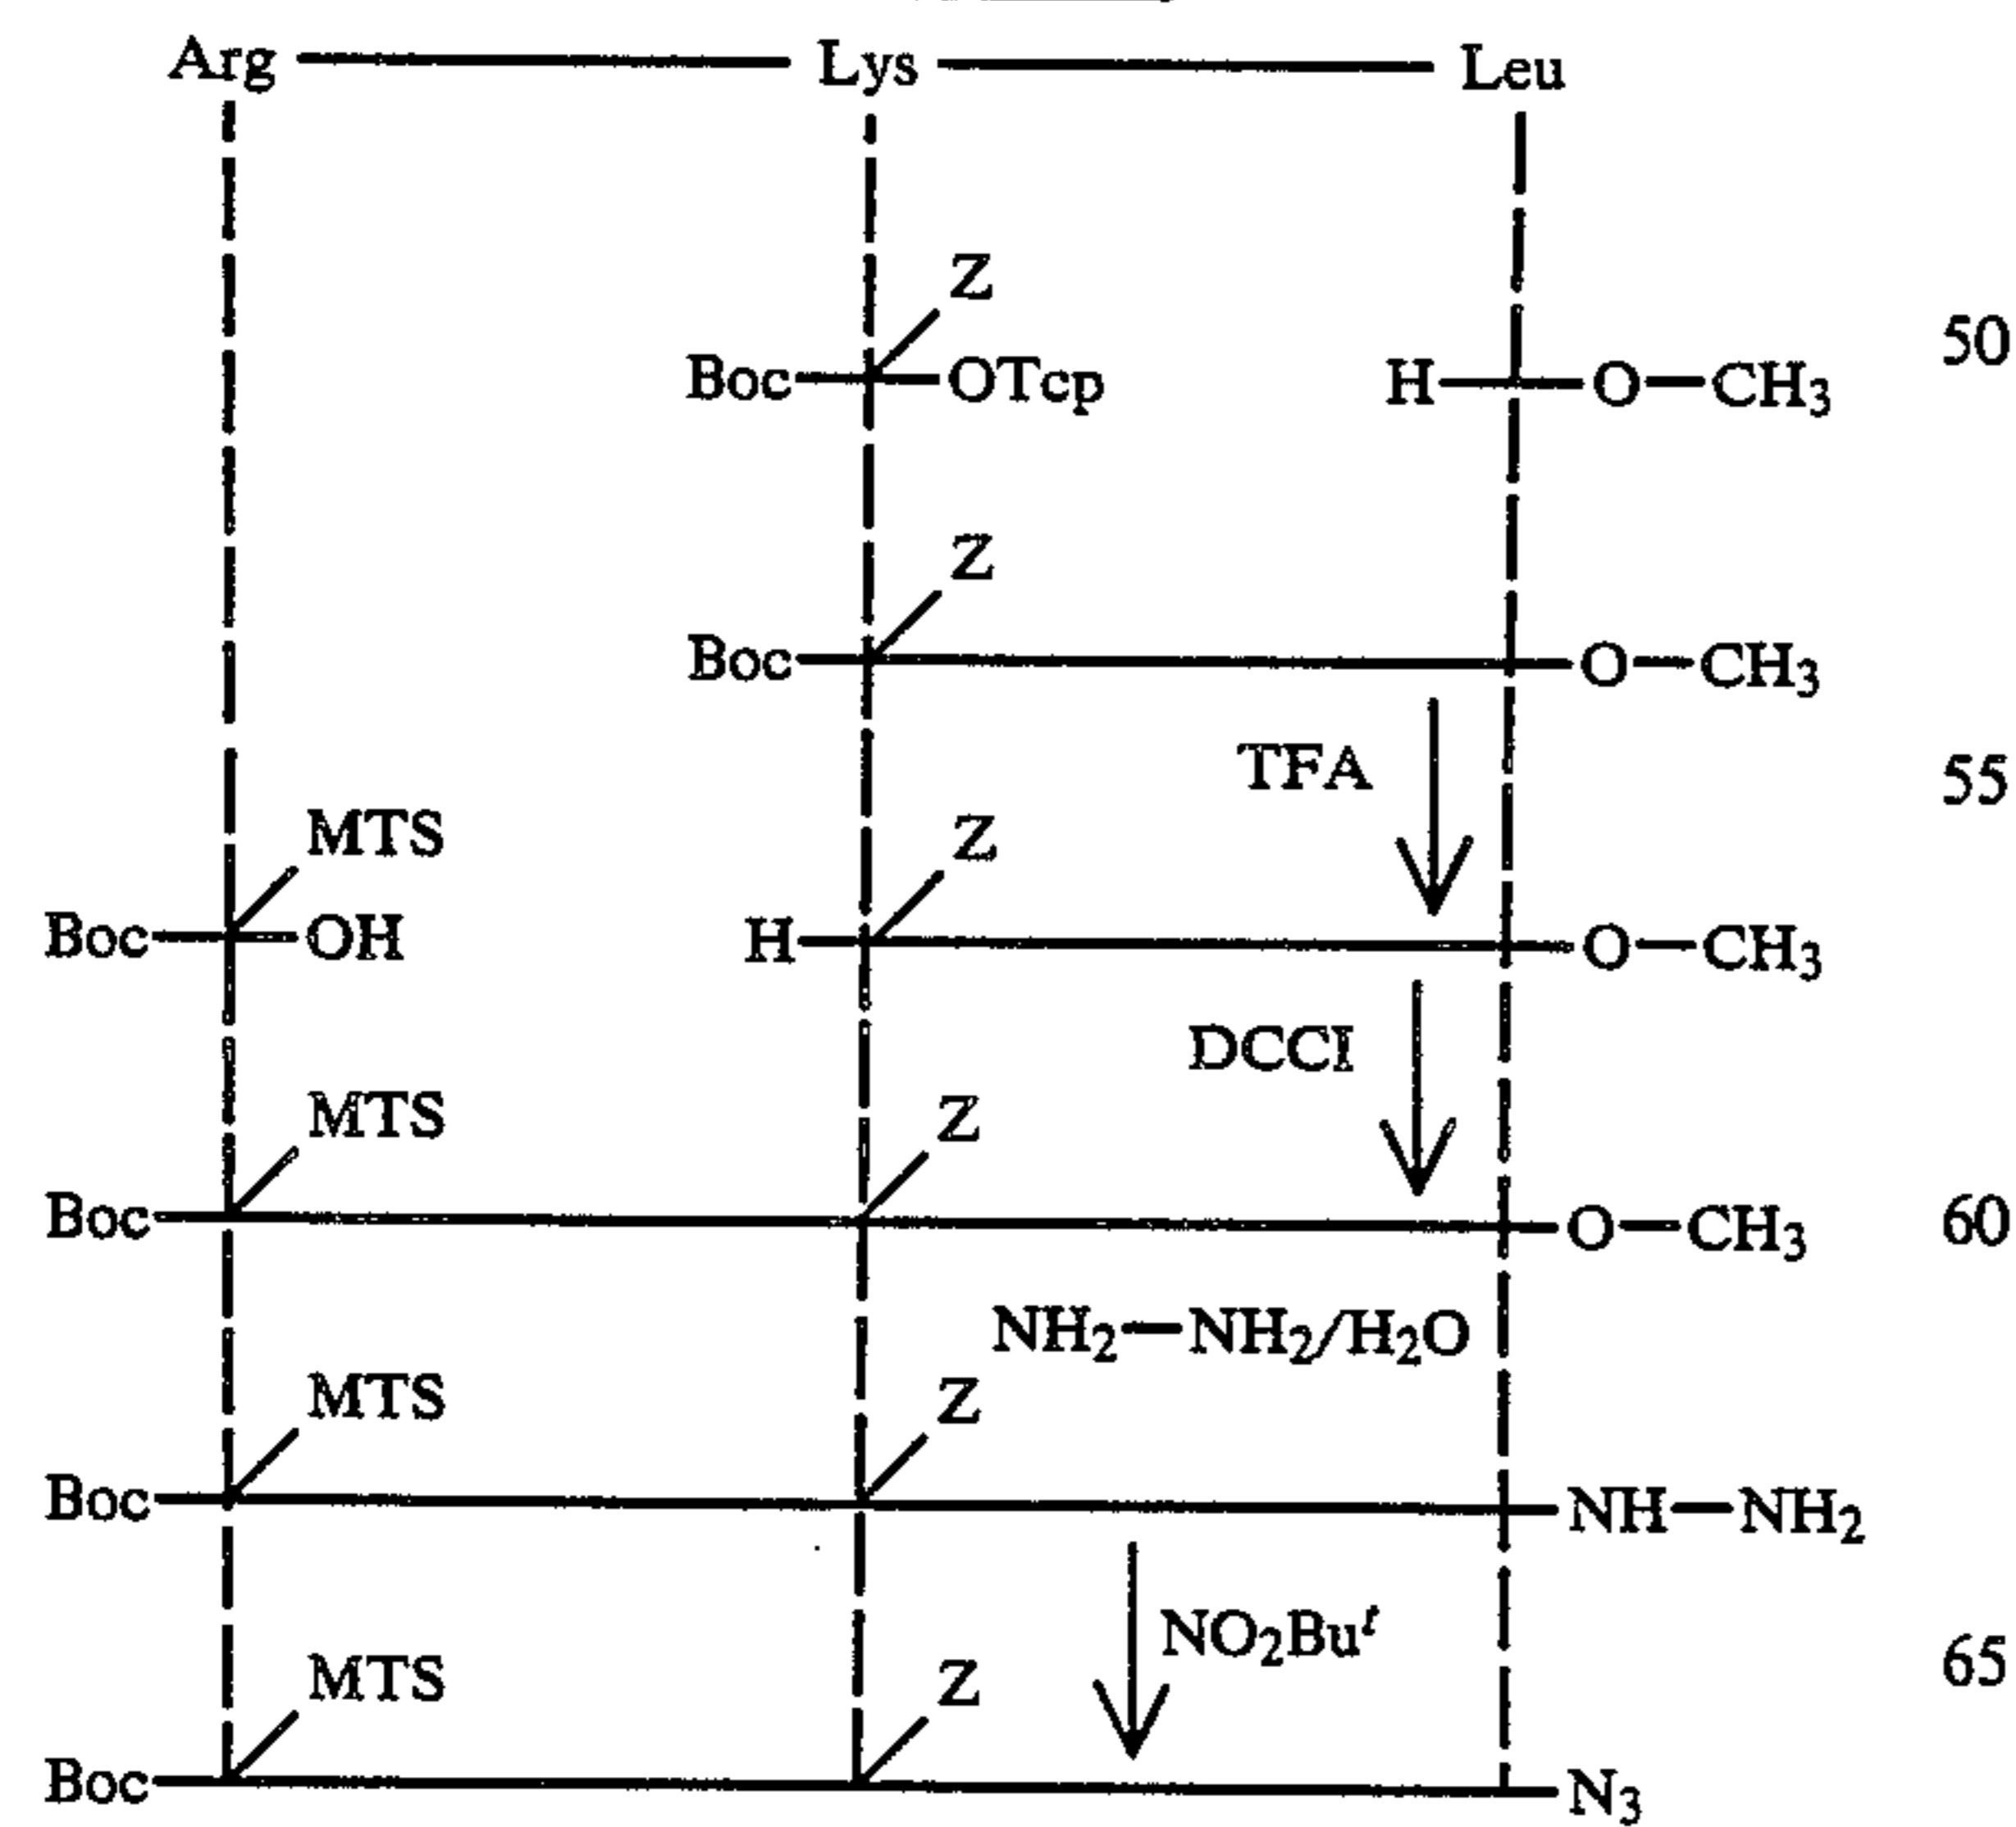 Arg — Lys — Leu
Z
Boc OTcp H O—CH3 50
Z
Boc O—CH3
TFA 55
MTS Z
Boc OH H O—CH3
DCCI
MTS Z
Boc O—CH3 60
NH2—NH2/H2O
MTS Z
Boc NH—NH2
NO2Buᵗ 65
MTS Z
Boc N3